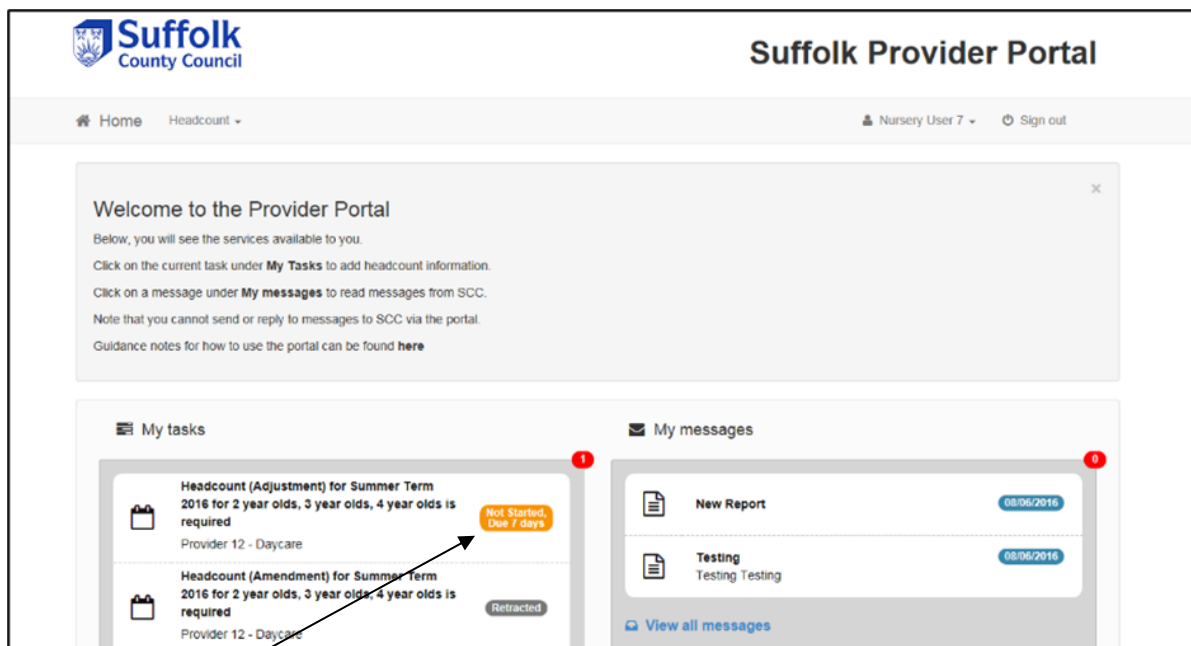 Suffolk
County Council
Suffolk Provider Portal
Home Headcount
Nursery User 7 Sign out
×
Welcome to the Provider Portal
Below, you will see the services available to you.
Click on the current task under My Tasks to add headcount information.
Click on a message under My messages to read messages from SCC.
Note that you cannot send or reply to messages to SCC via the portal.
Guidance notes for how to use the portal can be found here
My tasks
1
Headcount (Adjustment) for Summer Term
2016 for 2 year olds, 3 year olds, 4 year olds is
required
Not Started,
Due 7 days
Provider 12 - Daycare
Headcount (Amendment) for Summer Term
2016 for 2 year olds, 3 year olds, 4 year olds is
required
Retracted
Provider 12 - Daycare
My messages
0
New Report 08/06/2016
Testing 08/06/2016
Testing Testing
View all messages